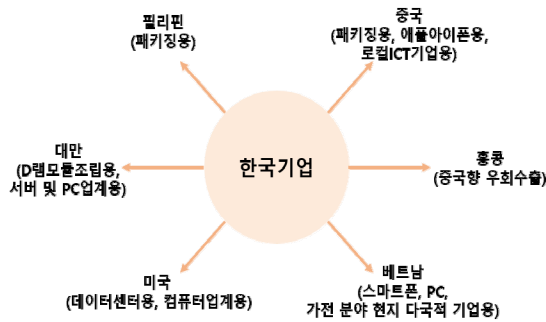 필리핀
(패키징용)
중국
(패키징용, 애플아이폰용,
로컬ICT기업용)
대만
(D램모듈조립용,
서버 및 PC업계용)
한국기업
홍콩
(중국향 우회수출)
미국
(데이터센터용, 컴퓨터업계용)
베트남
(스마트폰, PC,
가전 분야 현지 다국적 기업용)